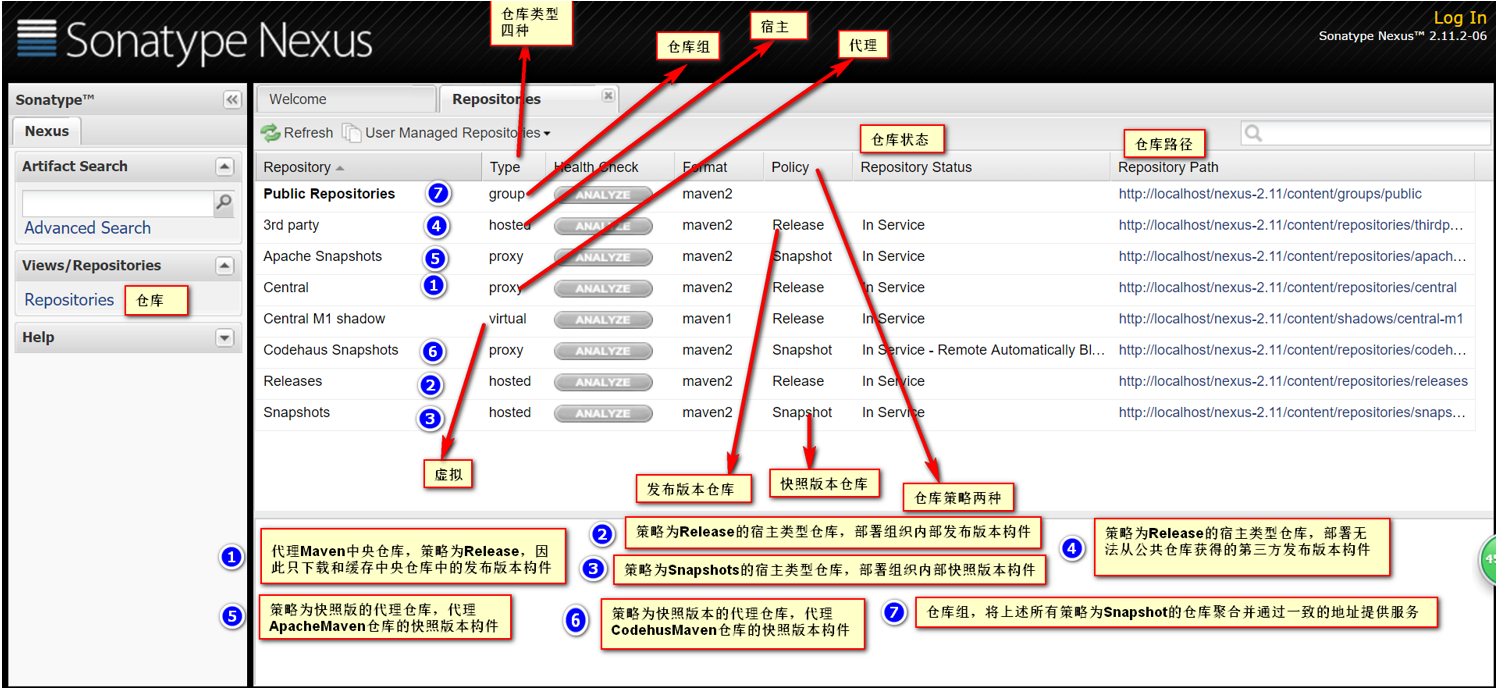 Sonatype Nexus
Log In
Sonatype Nexus™ 2.11.2-06
仓库类型
四种
仓库组
宿主
代理
Sonatype™
Nexus
Artifact Search
Advanced Search
Views/Repositories
Repositories
仓库
Help
Welcome
Repositories
Refresh User Managed Repositories
仓库状态
仓库路径
Repository Type Health Check Format Policy Repository Status Repository Path
Public Repositories 7 group ANALYZE maven2 http://localhost/nexus-2.11/content/groups/public
3rd party 4 hosted ANALYZE maven2 Release In Service http://localhost/nexus-2.11/content/repositories/thirdp...
Apache Snapshots 5 proxy ANALYZE maven2 Snapshot In Service http://localhost/nexus-2.11/content/repositories/apach...
Central 1 proxy ANALYZE maven2 Release In Service http://localhost/nexus-2.11/content/repositories/central
Central M1 shadow virtual ANALYZE maven1 Release In Service http://localhost/nexus-2.11/content/shadows/central-m1
Codehaus Snapshots 6 proxy ANALYZE maven2 Snapshot In Service - Remote Automatically Bl... http://localhost/nexus-2.11/content/repositories/codeh...
Releases 2 hosted ANALYZE maven2 Release In Service http://localhost/nexus-2.11/content/repositories/releases
Snapshots 3 hosted ANALYZE maven2 Snapshot In Service http://localhost/nexus-2.11/content/repositories/snaps...
虚拟
发布版本仓库
快照版本仓库
仓库策略两种
1
代理Maven中央仓库，策略为Release，因
此只下载和缓存中央仓库中的发布版本构件
2
策略为Release的宿主类型仓库，部署组织内部发布版本构件
3
策略为Snapshots的宿主类型仓库，部署组织内部快照版本构件
4
策略为Release的宿主类型仓库，部署无
法从公共仓库获得的第三方发布版本构件
5
策略为快照版的代理仓库，代理
ApacheMaven仓库的快照版本构件
6
策略为快照版本的代理仓库，代理
CodehusMaven仓库的快照版本构件
7
仓库组，将上述所有策略为Snapshot的仓库聚合并通过一致的地址提供服务